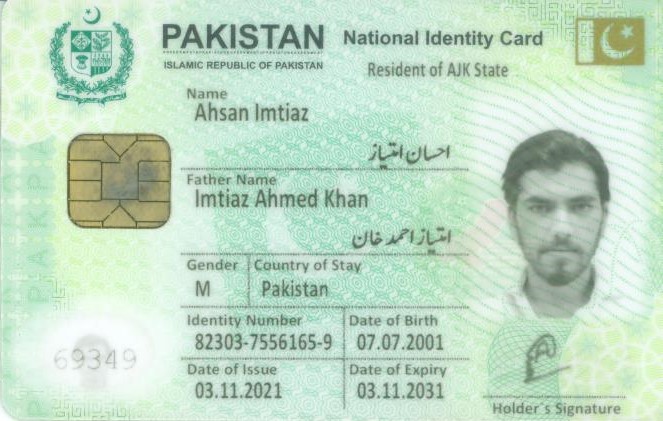 PAKISTAN National Identity Card
ISLAMIC REPUBLIC OF PAKISTAN
Resident of AJK State
Name
Ahsan Imtiaz
احسان امتیاز
Father Name
Imtiaz Ahmed Khan
امتیاز احمد خان
Gender Country of Stay
M Pakistan
Identity Number Date of Birth
82303-7556165-9 07.07.2001
Date of Issue Date of Expiry
03.11.2021 03.11.2031
69349
Holder's Signature